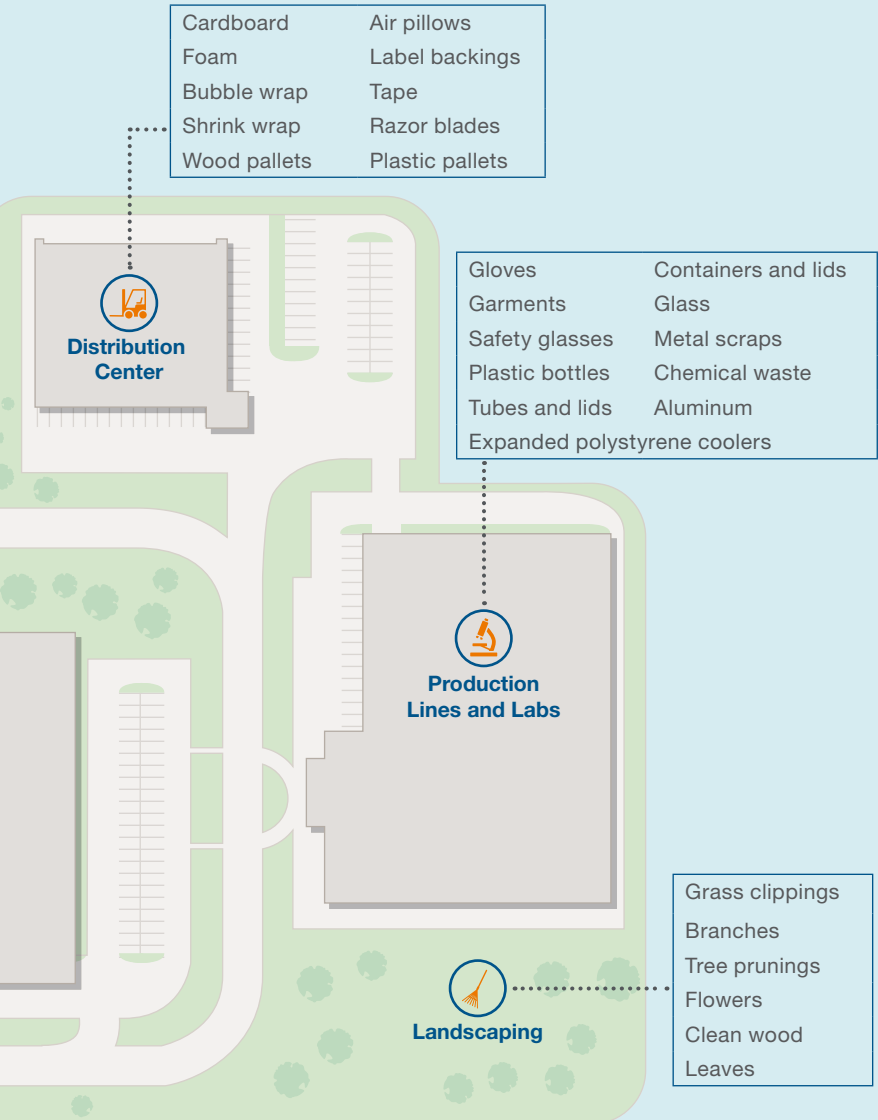 Cardboard Air pillows
Foam Label backings
Bubble wrap Tape
Shrink wrap Razor blades
Wood pallets Plastic pallets
Distribution
Center
Gloves Containers and lids
Garments Glass
Safety glasses Metal scraps
Plastic bottles Chemical waste
Tubes and lids Aluminum
Expanded polystyrene coolers
Production
Lines and Labs
Landscaping
Grass clippings
Branches
Tree prunings
Flowers
Clean wood
Leaves